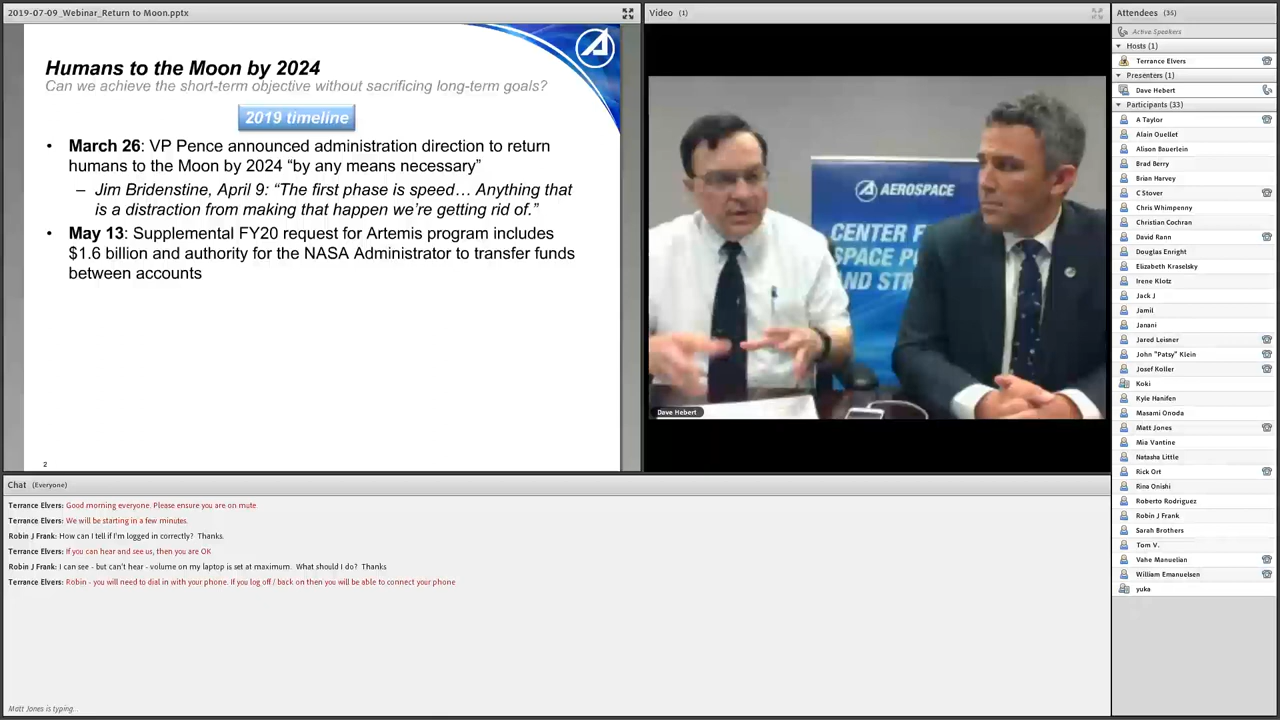 2019-07-09_Webinar_Return to Moon.pptx
Humans to the Moon by 2024
Can we achieve the short-term objective without sacrificing long-term goals?
2019 timeline
• March 26: VP Pence announced administration direction to return
humans to the Moon by 2024 “by any means necessary”
– Jim Bridenstine, April 9: “The first phase is speed… Anything that
is a distraction from making that happen we’re getting rid of.”
• May 13: Supplemental FY20 request for Artemis program includes
$1.6 billion and authority for the NASA Administrator to transfer funds
between accounts
2
Video (1)
AEROSPACE
CENTER F
SPACE P
AND STR
Dave Hebert
Attendees (35)
Active Speakers
Hosts (1)
Terrance Elvers
Presenters (1)
Dave Hebert
Participants (33)
A Taylor
Alain Ouellet
Alison Bauerlein
Brad Berry
Brian Harvey
C Stover
Chris Whimpenny
Christian Cochran
David Rann
Douglas Enright
Elizabeth Kraselsky
Irene Klotz
Jack J
Jamil
Janani
Jared Leisner
John "Patsy" Klein
Josef Koller
Koki
Kyle Hanifen
Masami Onoda
Matt Jones
Mia Vantine
Natasha Little
Rick Ort
Rina Onishi
Roberto Rodriguez
Robin J Frank
Sarah Brothers
Tom V.
Vahe Manuelian
William Emanuelsen
yuka
Chat (Everyone)
Terrance Elvers: Good morning everyone. Please ensure you are on mute
Terrance Elvers: We will be starting in a few minutes.
Robin J Frank: How can I tell if I'm logged in correctly? Thanks.
Terrance Elvers: If you can hear and see us, then you are OK
Robin J Frank: I can see - but can't hear - volume on my laptop is set at maximum. What should I do? Thanks
Terrance Elvers: Robin - you will need to dial in with your phone. If you log off / back on then you will be able to connect your phone
Matt Jones is typing...